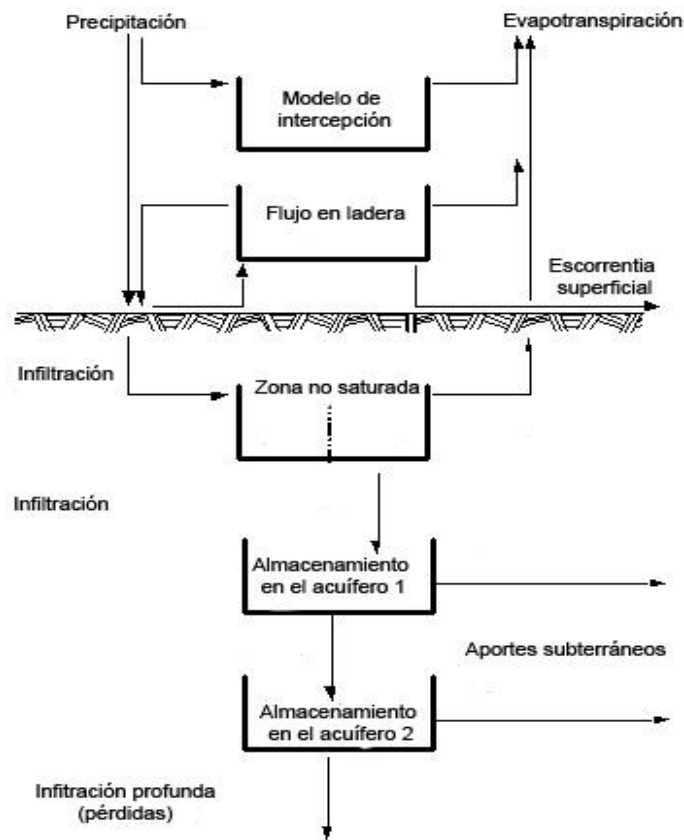 Precipitación
Evapotranspiración
Modelo de
intercepción
Flujo en ladera
Escorrentia
superficial
Infiltración
Zona no saturada
Infiltración
Almacenamiento
en el acuífero 1
Aportes subterráneos
Almacenamiento
en el acuífero 2
Infitración profunda
(pérdidas)